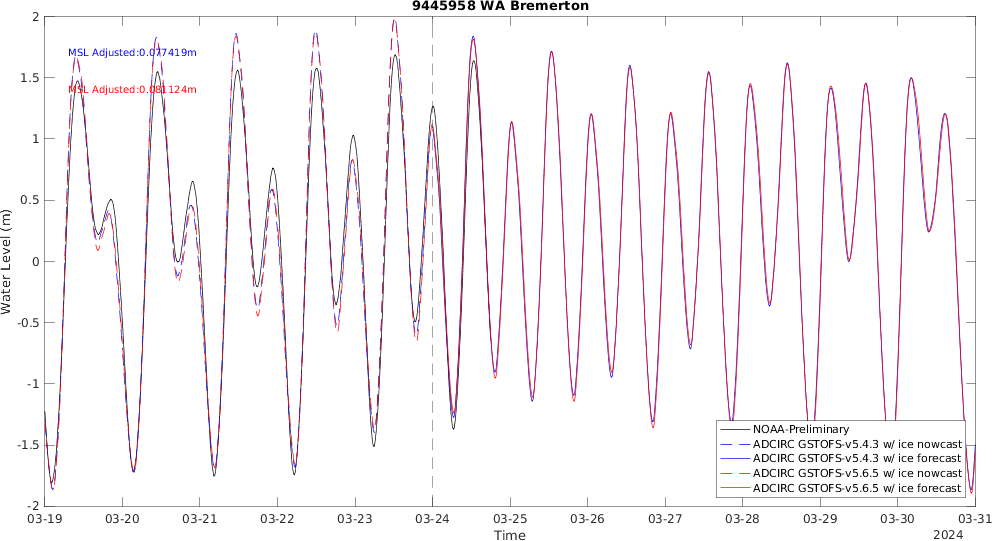 9445958 WA Bremerton
MSL Adjusted:0.077419m
MSL Adjusted:0.081124m
Water Level (m)
2
1.5
1
0.5
0
-0.5
-1
-1.5
-2
NOAA-Preliminary
ADCIRC GSTOFS-v5.4.3 w/ ice nowcast
ADCIRC GSTOFS-v5.4.3 w/ ice forecast
ADCIRC GSTOFS-v5.6.5 w/ ice nowcast
ADCIRC GSTOFS-v5.6.5 w/ ice forecast
03-19 03-20 03-21 03-22 03-23 03-24 03-25 03-26 03-27 03-28 03-29 03-30 03-31
Time
2024